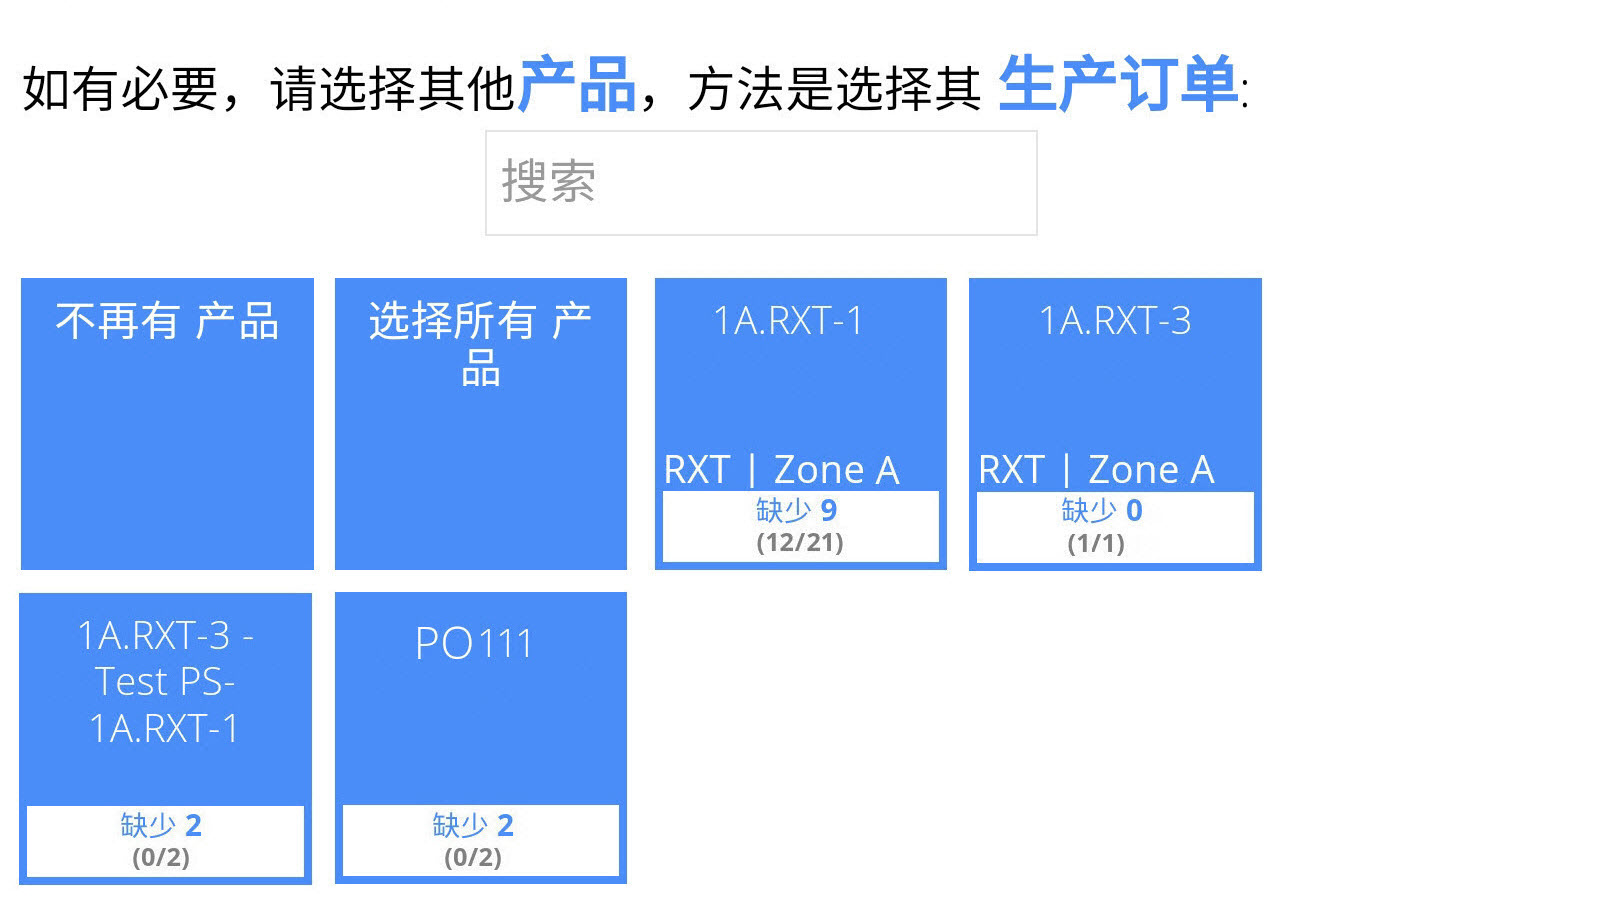 如有必要，请选择其他产品，方法是选择其 生产订单:
搜索
不再有 产品
选择所有 产
品
1A.RXT-1
RXT | Zone A
缺少 9
(12/21)
1A.RXT-3
RXT | Zone A
缺少 0
(1/1)
1A.RXT-3 -
Test PS-
1A.RXT-1
缺少 2
(0/2)
PO111
缺少 2
(0/2)